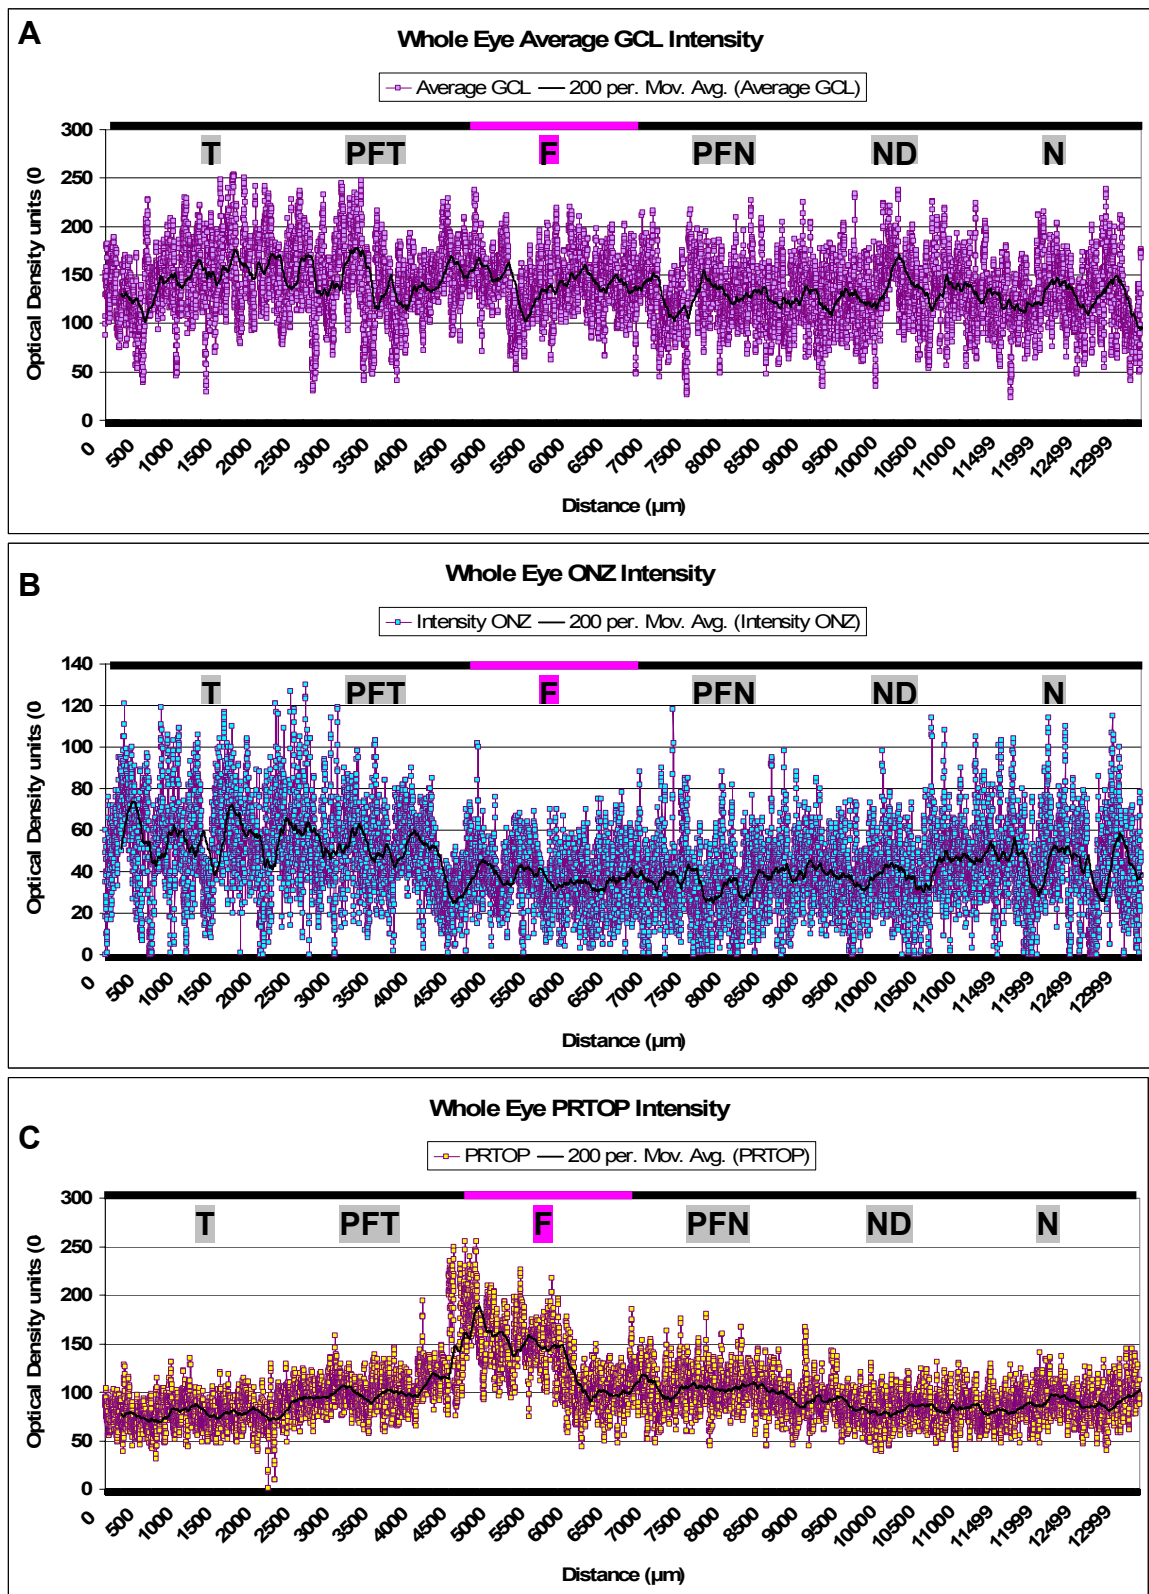 A
Whole Eye Average GCL Intensity
Average GCL 200 per. Mov. Avg. (Average GCL)
T PFT F PFN ND N
300
250
200
150
100
50
0
Optical Density units (0
0 500 1000 1500 2000 2500 3000 3500 4000 4500 5000 5500 6000 6500 7000 7500 8000 8500 9000 9500 10000 10500 11000 11499 11999 12499 12999
Distance (µm)
B
Whole Eye ONZ Intensity
Intensity ONZ 200 per. Mov. Avg. (Intensity ONZ)
T PFT F PFN ND N
140
120
100
80
60
40
20
0
Optical Density units (0
0 500 1000 1500 2000 2500 3000 3500 4000 4500 5000 5500 6000 6500 7000 7500 8000 8500 9000 9500 10000 10500 11000 11499 11999 12499 12999
Distance (µm)
C
Whole Eye PRTOP Intensity
PRTOP 200 per. Mov. Avg. (PRTOP)
T PFT F PFN ND N
300
250
200
150
100
50
0
Optical Density units (0
0 500 1000 1500 2000 2500 3000 3500 4000 4500 5000 5500 6000 6500 7000 7500 8000 8500 9000 9500 10000 10500 11000 11499 11999 12499 12999
Distance (µm)